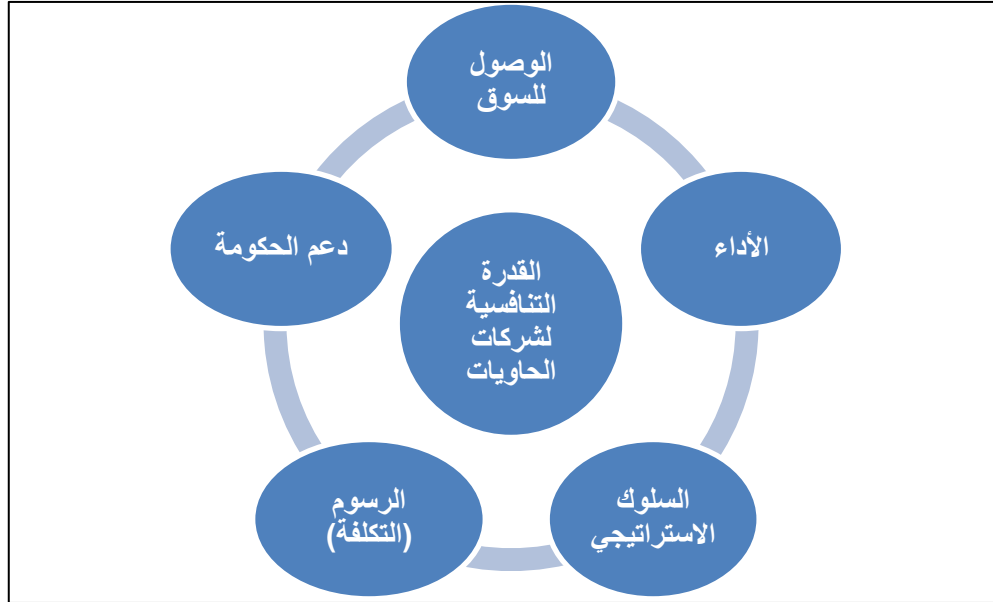 الوصول
للسوق
الأداء
دعم الحكومة
القدرة
التنافسية
لشركات
الحاويات
السلوك
الاستراتيجي
الرسوم
(التكلفة)